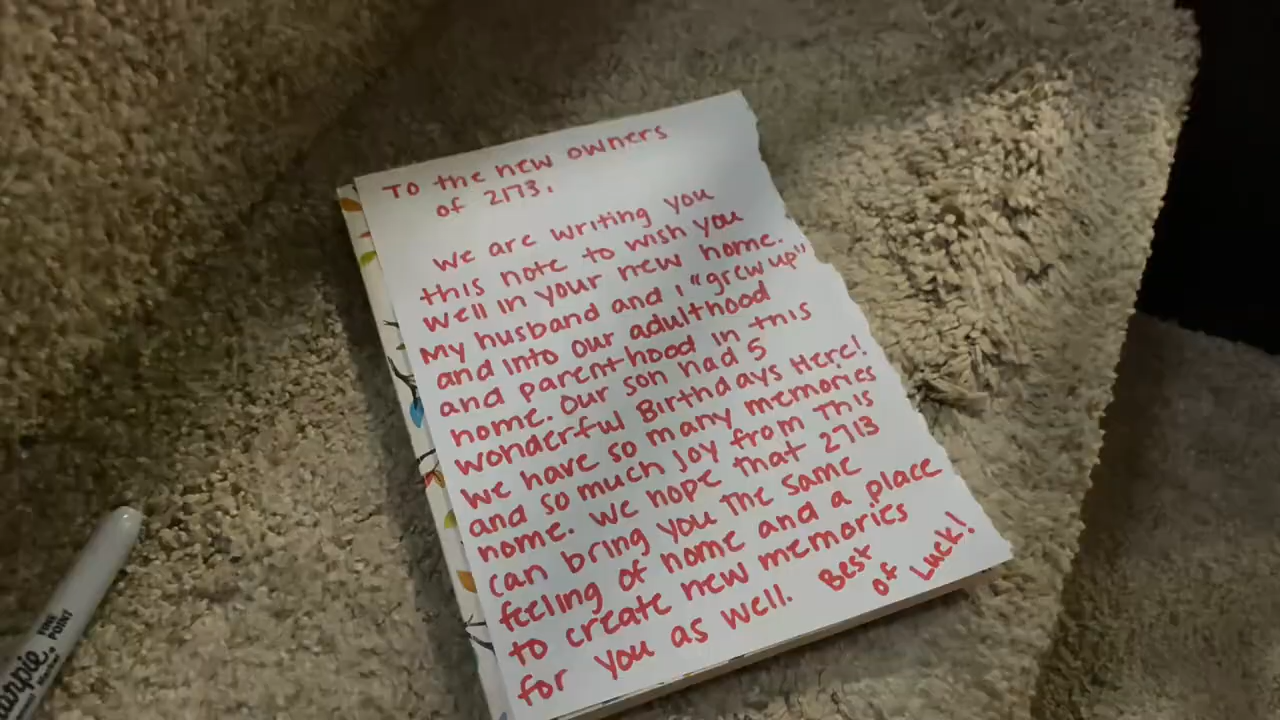 To the new owners
of 2173.
We are writing you
this note to wish you
well in your new home.
My husband and I "grew up"
and into our adulthood
and parenthood in this
home. Our son had 5
wonderful Birthdays Here!
We have so many memories
and so much joy from This
home. We hope that 2713
can bring you the same
feeling of home and a place
to create new memories
for you as well. Best
of Luck!
arpie
FINE
POINT